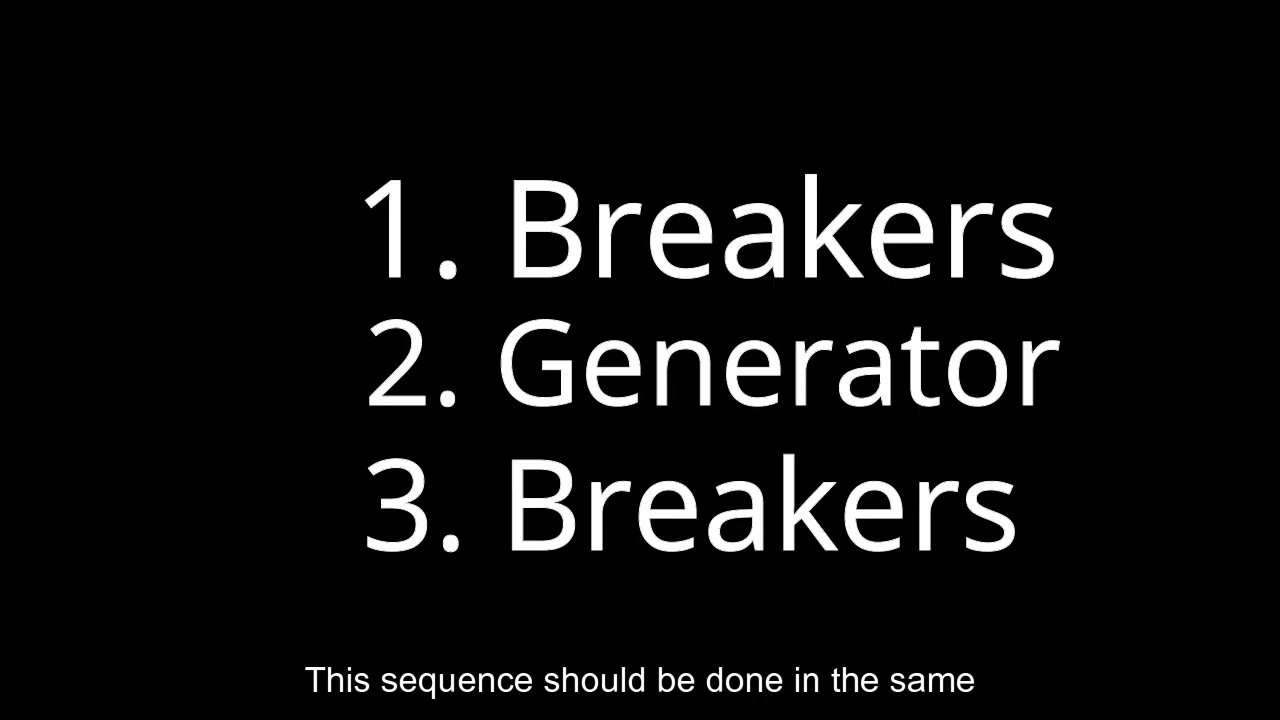 1. Breakers
2. Generator
3. Breakers
This sequence should be done in the same